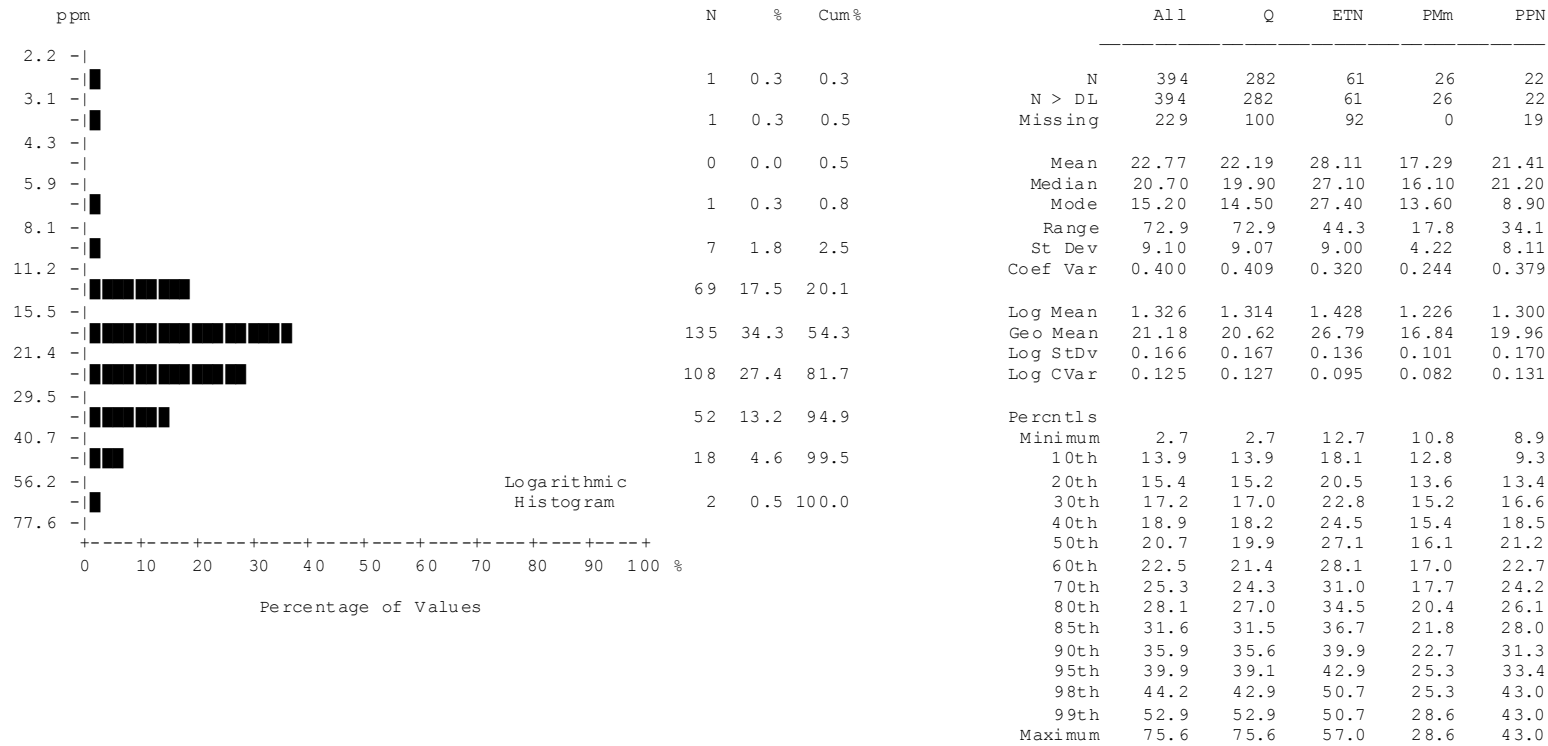 ppm N % Cum% All Q ETN PMm PPN
2.2 -|
-| 1 0.3 0.3 N 394 282 61 26 22
3.1 -| N > DL 394 282 61 26 22
-| 1 0.3 0.5 Missing 229 100 92 0 19
4.3 -|
-| 0 0.0 0.5 Mean 22.77 22.19 28.11 17.29 21.41
5.9 -| Median 20.70 19.90 27.10 16.10 21.20
-| 1 0.3 0.8 Mode 15.20 14.50 27.40 13.60 8.90
8.1 -| Range 72.9 72.9 44.3 17.8 34.1
-| 7 1.8 2.5 St Dev 9.10 9.07 9.00 4.22 8.11
11.2 -| Coef Var 0.400 0.409 0.320 0.244 0.379
-| 69 17.5 20.1
15.5 -| Log Mean 1.326 1.314 1.428 1.226 1.300
-| 135 34.3 54.3 Geo Mean 21.18 20.62 26.79 16.84 19.96
21.4 -| Log StDv 0.166 0.167 0.136 0.101 0.170
-| 108 27.4 81.7 Log CVar 0.125 0.127 0.095 0.082 0.131
29.5 -|
-| 52 13.2 94.9 Percntls
40.7 -| Minimum 2.7 2.7 12.7 10.8 8.9
-| 18 4.6 99.5 10th 13.9 13.9 18.1 12.8 9.3
56.2 -| Logarithmic 20th 15.4 15.2 20.5 13.6 13.4
-| Histogram 2 0.5 100.0 30th 17.2 17.0 22.8 15.2 16.6
77.6 -| 40th 18.9 18.2 24.5 15.4 18.5
+----+----+----+----+----+----+----+----+----+----+ 50th 20.7 19.9 27.1 16.1 21.2
0 10 20 30 40 50 60 70 80 90 100 % 60th 22.5 21.4 28.1 17.0 22.7
70th 25.3 24.3 31.0 17.7 24.2
Percentage of Values 80th 28.1 27.0 34.5 20.4 26.1
85th 31.6 31.5 36.7 21.8 28.0
90th 35.9 35.6 39.9 22.7 31.3
95th 39.9 39.1 42.9 25.3 33.4
98th 44.2 42.9 50.7 25.3 43.0
99th 52.9 52.9 50.7 28.6 43.0
Maximum 75.6 75.6 57.0 28.6 43.0